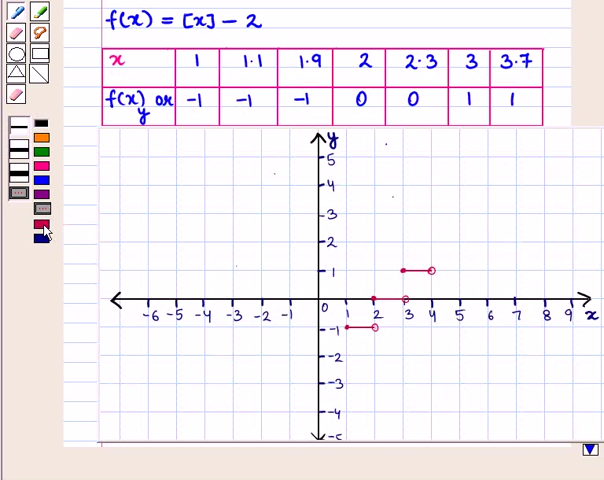 f(x) = [x] - 2
x 1 1.1 1.9 2 2.3 3 3.7
f(x) or y -1 -1 -1 0 0 1 1
y
5
4
3
2
1
-6 -5 -4 -3 -2 -1 0 1 2 3 4 5 6 7 8 9 x
-1
-2
-3
-4
-5